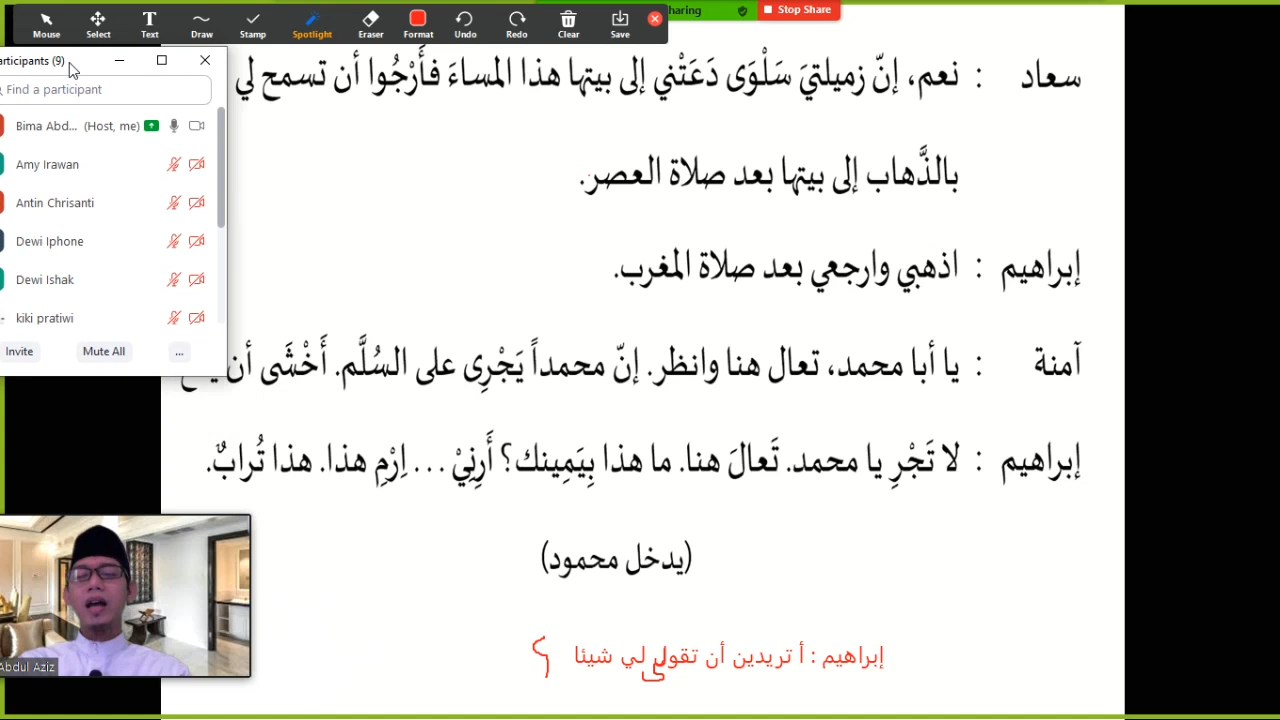 Mouse Select Text Draw Stamp Spotlight Eraser Format Undo Redo Clear Save
haring Stop Share
articipants (9)
Find a participant
Bima Abd... (Host, me)
Amy Irawan
Antin Chrisanti
Dewi Iphone
Dewi Ishak
kiki pratiwi
Invite Mute All ...
سعاد : نعم، إنّ زميلتيَ سَلْوَى دَعَتْني إلى بيتها هذا المساءَ فأَرْجُوا أن تسمح لي
بالذَّهاب إلى بيتها بعد صلاة العصر.
إبراهيم : اذهبي وارجعي بعد صلاة المغرب.
آمنة : يا أبا محمد، تعال هنا وانظر. إنّ محمداً يَجْرِى على السُلَّم. أَخْشَى أن
إبراهيم : لا تَجْرِ يا محمد. تَعالَ هنا. ما هذا بِيَمِينك؟ أَرِنِيْ... اِرْمِ هذا. هذا تُرابٌ.
(يدخل محمود)
إبراهيم : أ تريدين أن تقول لي شيئا
ى
؟
Abdul Aziz